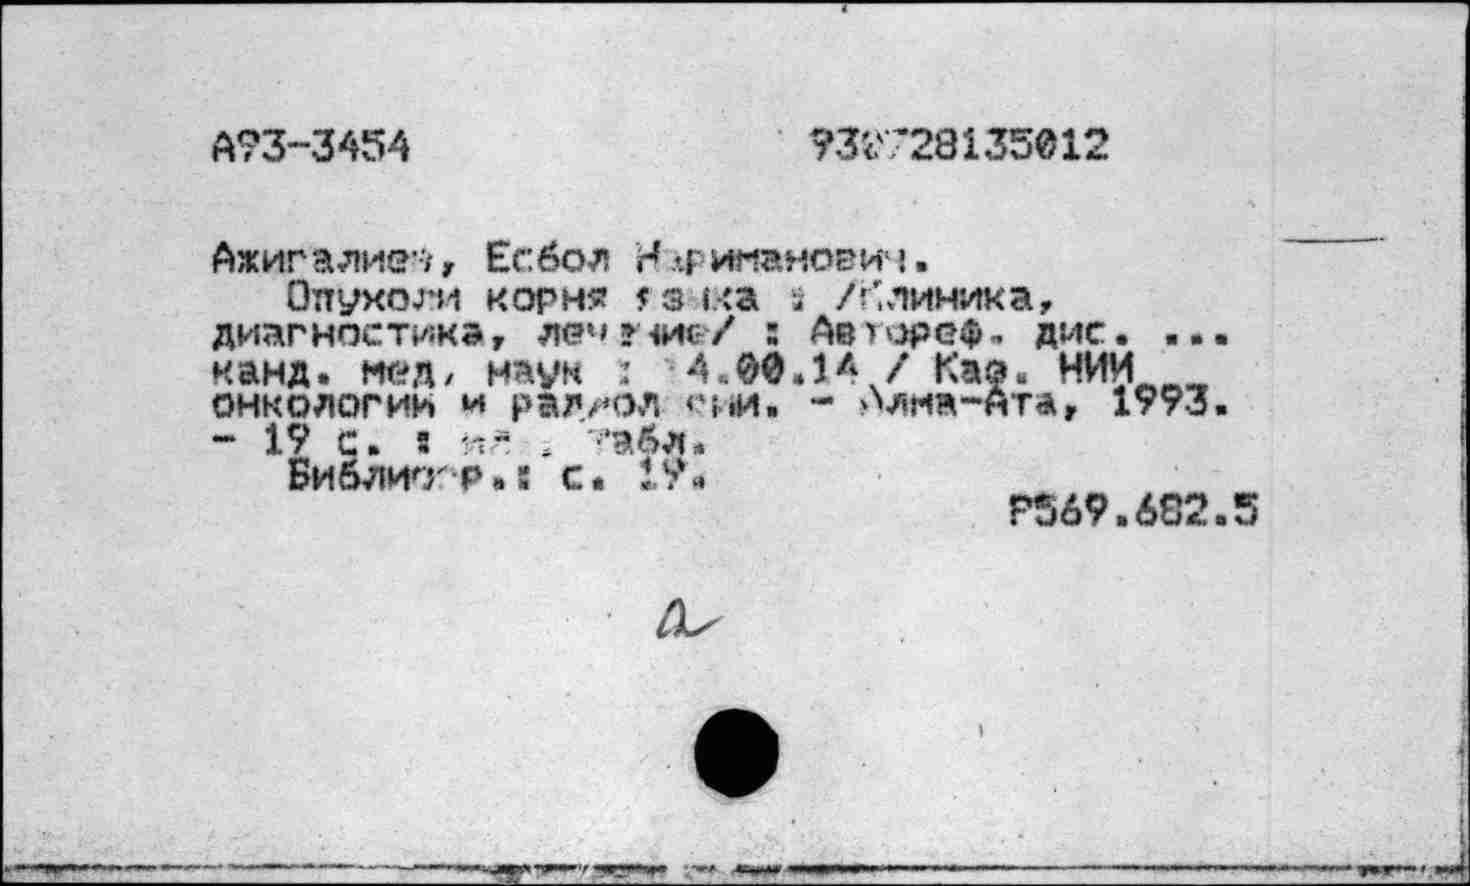 А93-3454 930728135012
Ажигалиев, Есбол Нариманович.
Опухоли корня языка : /Клиника,
диагностика, лечение/ : Автореф. дис. ...
канд. мед. наук : 4.00.14 / Каз. НИИ
онкологии и радиологии. - Алма-Ата, 1993.
- 19 с. : ил., табл.
Библиогр.: с. 19.
Р569.682.5